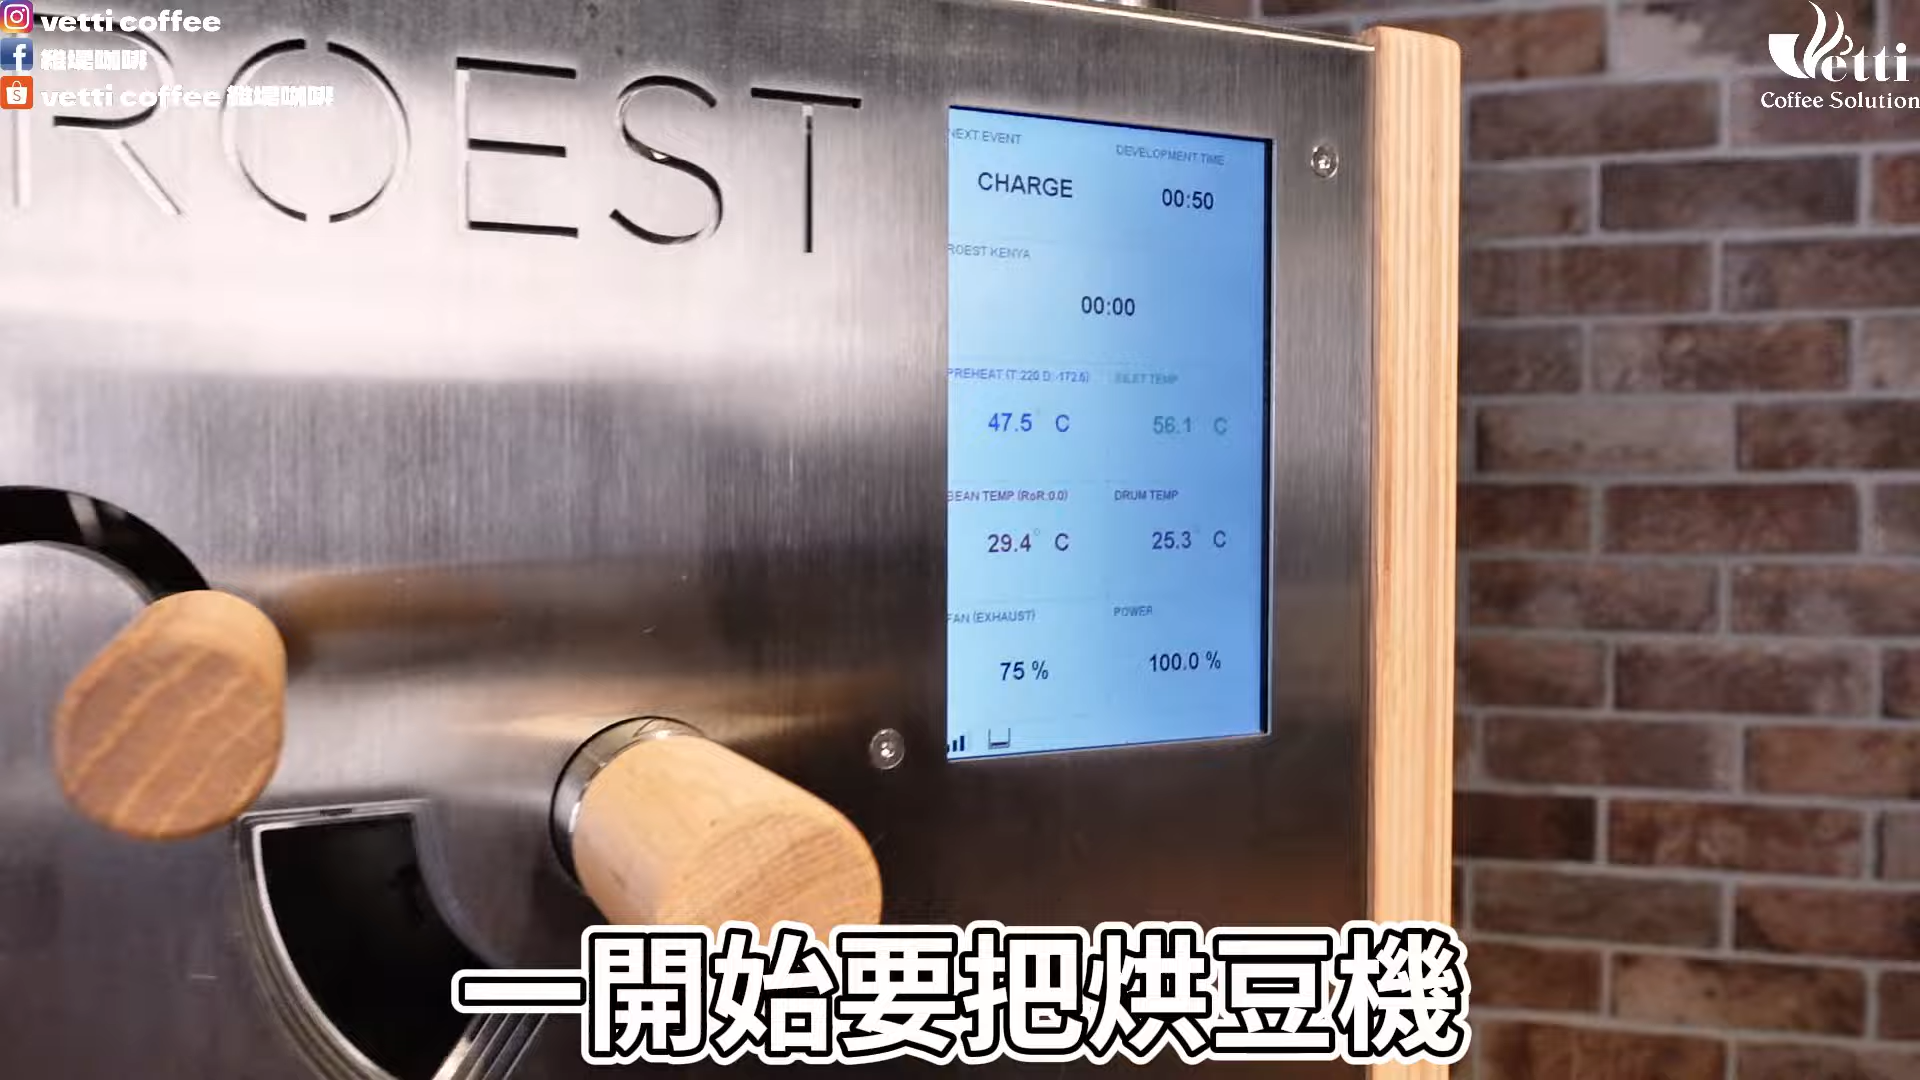 vetti coffee
維堤咖啡
vetti coffee 維堤咖啡
Vetti
Coffee Solution
ROEST
NEXT EVENT
DEVELOPMENT TIME
CHARGE
00:50
ROEST KENYA
00:00
PREHEAT (T:220 D:-172.5)
INLET TEMP
47.5 C
56.1 C
BEAN TEMP (RoR:0.0)
DRUM TEMP
29.4° C
25.3° C
FAN (EXHAUST)
POWER
75 %
100.0 %
一開始要把烘豆機